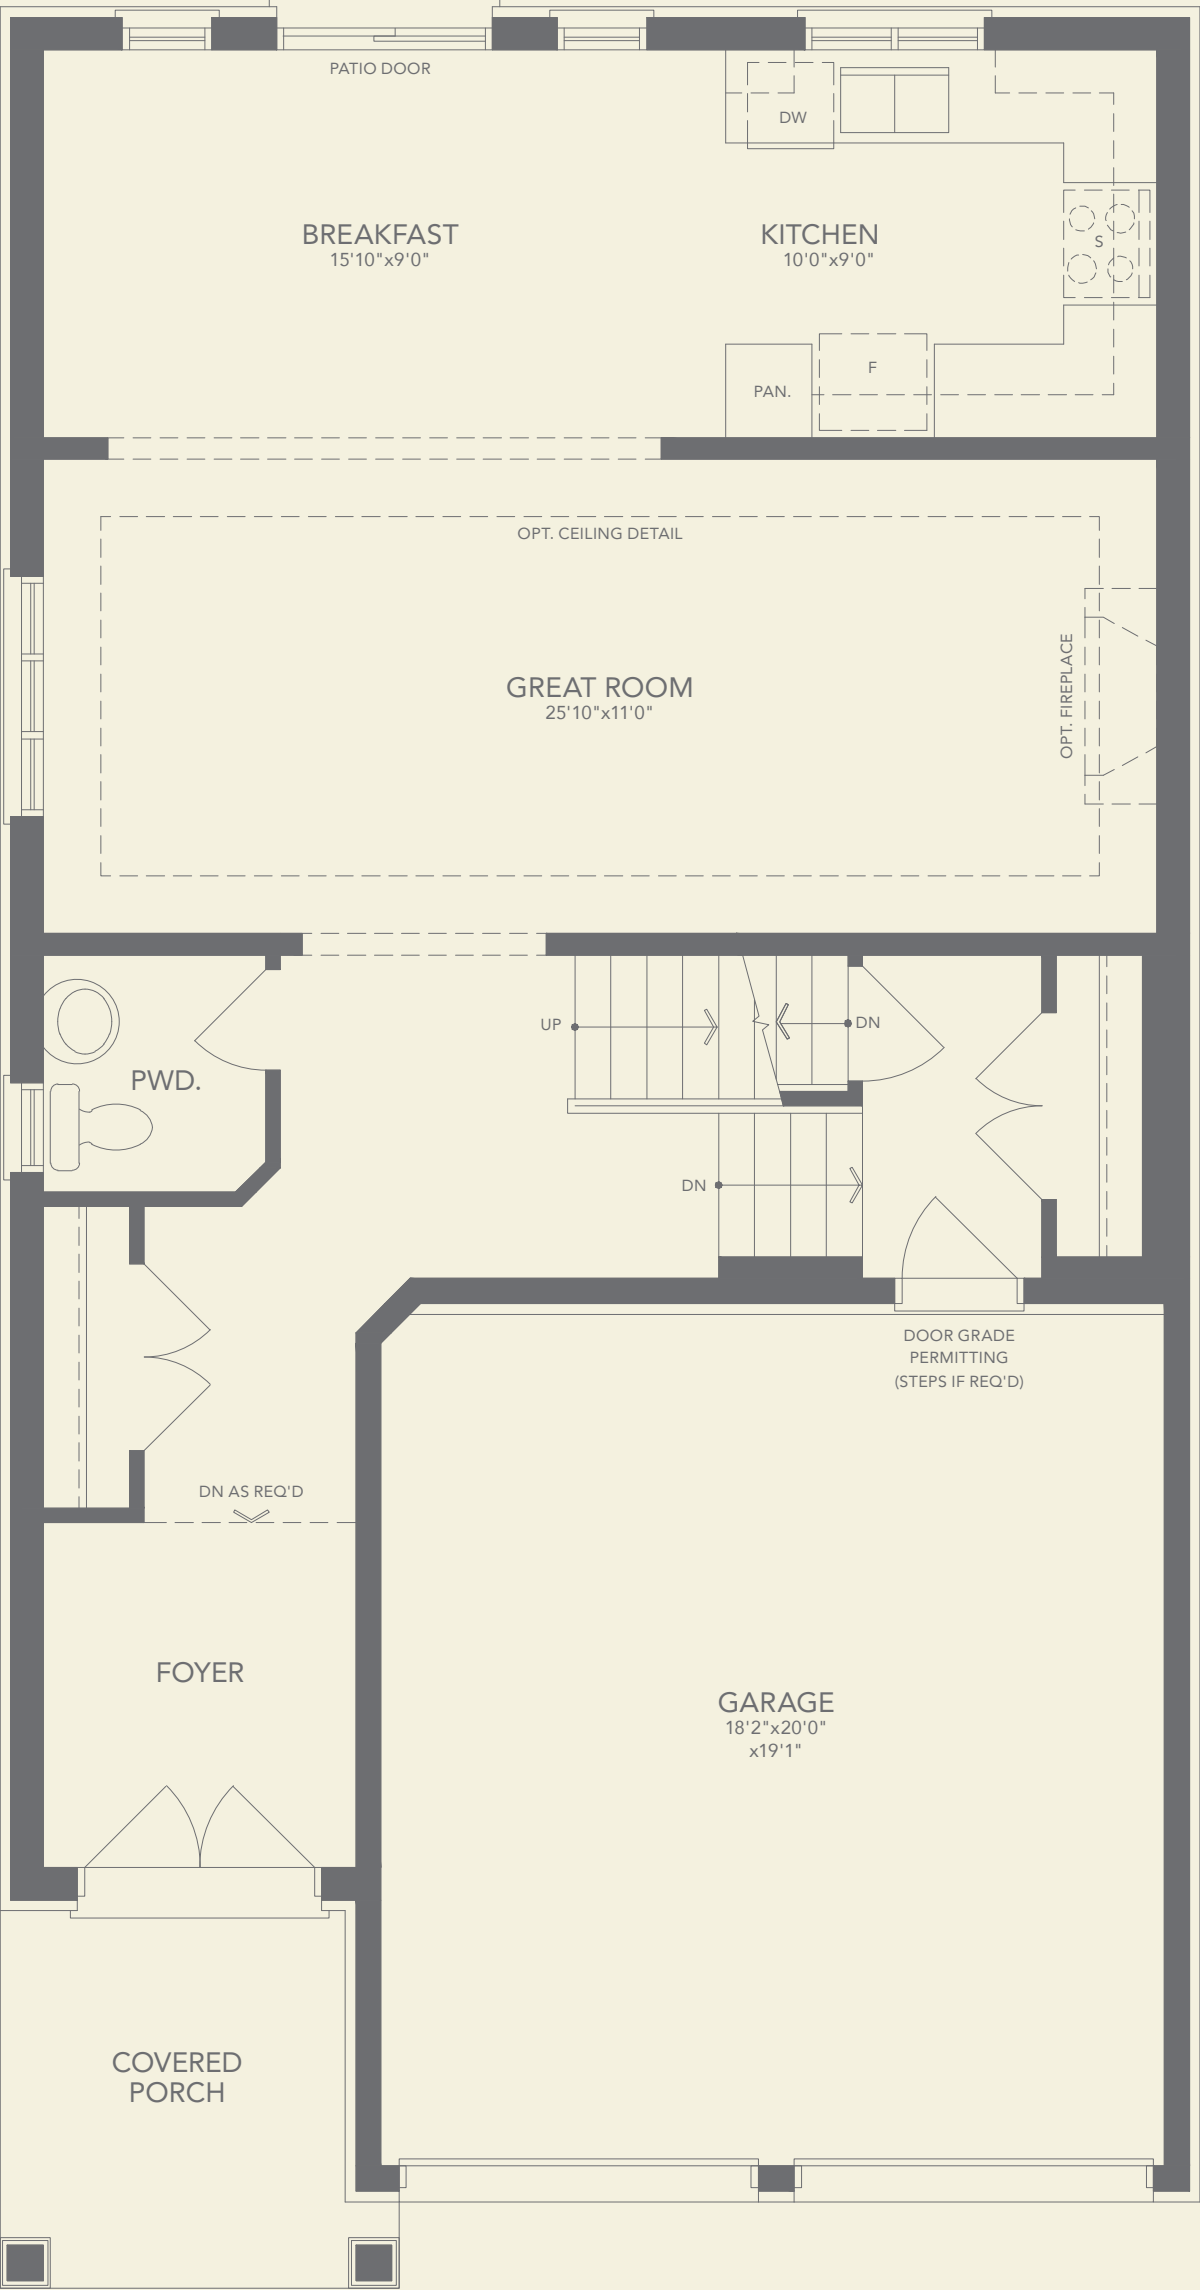 PATIO DOOR
DW
BREAKFAST
15'10"x9'0"
KITCHEN
10'0"x9'0"
S
F
PAN.
OPT. CEILING DETAIL
GREAT ROOM
25'10"x11'0"
OPT. FIREPLACE
UP
DN
PWD.
DN
DOOR GRADE
PERMITTING
(STEPS IF REQ'D)
DN AS REQ'D
FOYER
GARAGE
18'2"x20'0"
x19'1"
COVERED
PORCH